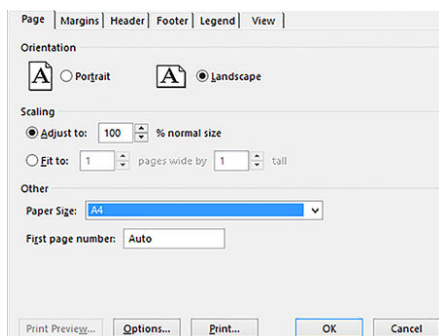 Page Margins Header Footer Legend View
Orientation
A Portrait A Landscape
Scaling
Adjust to: 100 % normal size
Fit to: 1 pages wide by 1 tall
Other
Paper Size: A4
First page number: Auto
Print Preview... Options... Print... OK Cancel